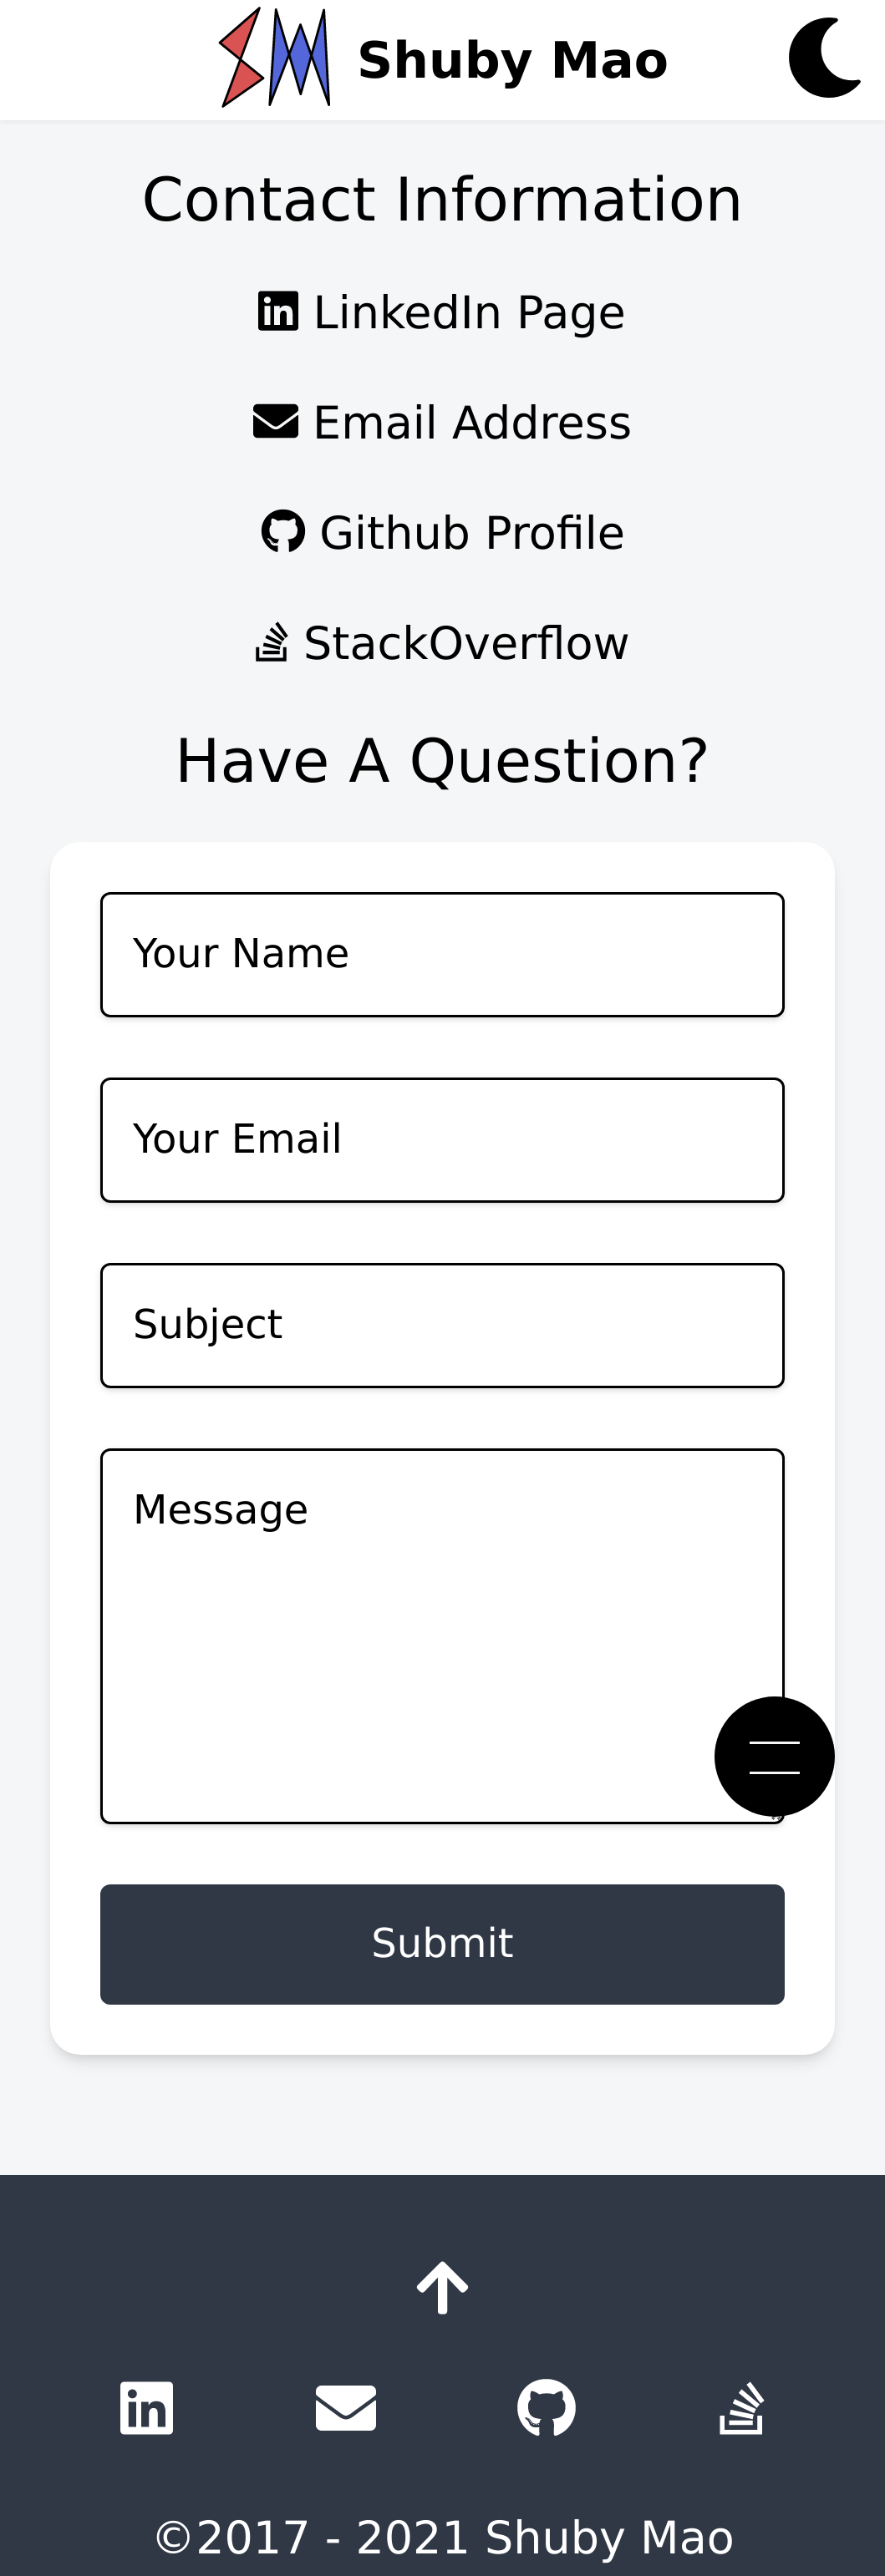 SM Shuby Mao
Contact Information
LinkedIn Page
Email Address
Github Profile
StackOverflow
Have A Question?
Your Name
Your Email
Subject
Message
Submit
©2017 - 2021 Shuby Mao